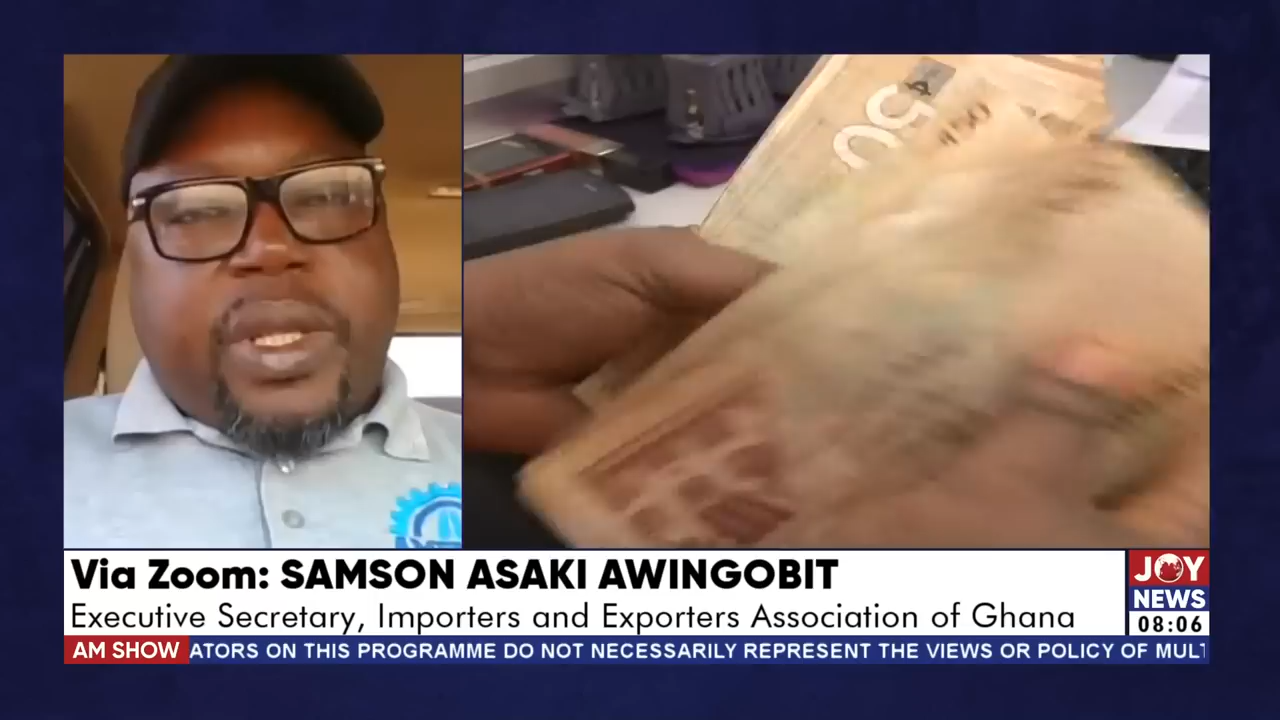 50
Via Zoom: SAMSON ASAKI AWINGOBIT
Executive Secretary, Importers and Exporters Association of Ghana
JOY
NEWS
08:06
AM SHOW
ATORS ON THIS PROGRAMME DO NOT NECESSARILY REPRESENT THE VIEWS OR POLICY OF MULT